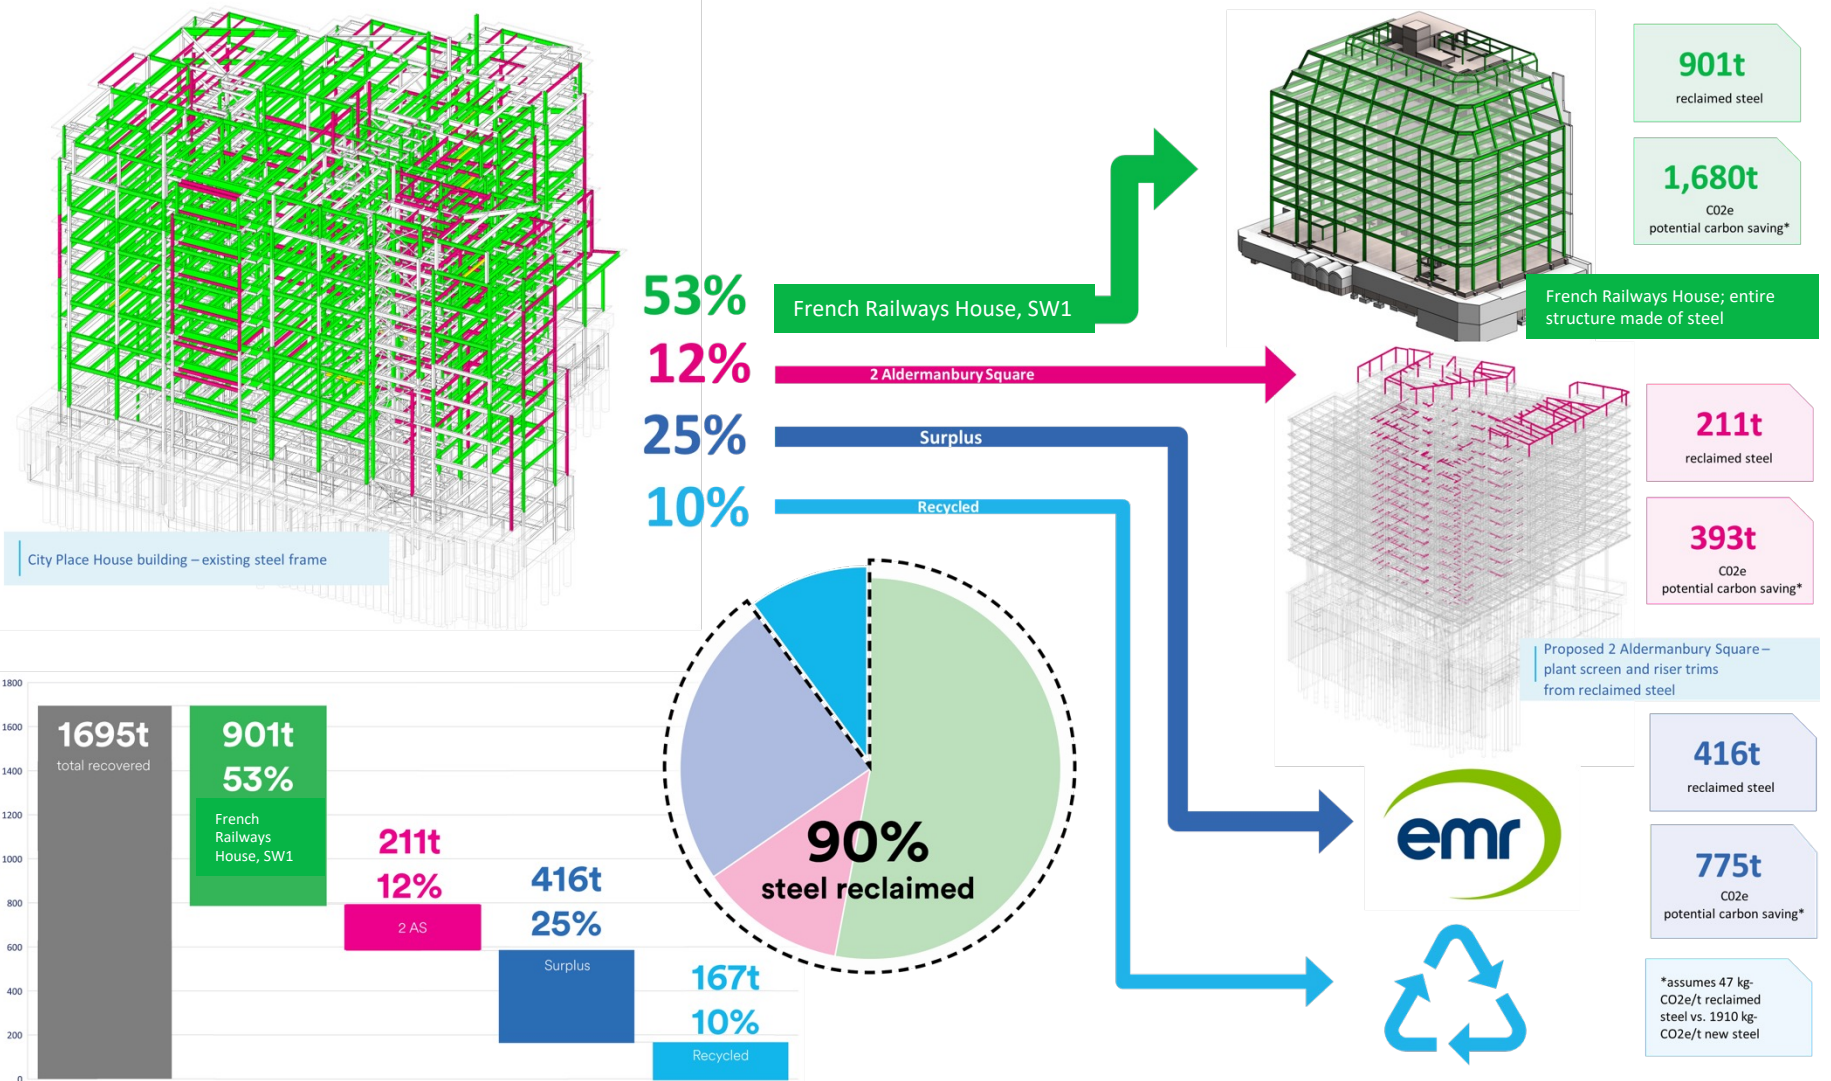 901t
reclaimed steel
1,680t
C02e
potential carbon saving*
53%
French Railways House, SW1
French Railways House; entire
structure made of steel
12%
2 Aldermanbury Square
25%
Surplus
10%
Recycled
211t
reclaimed steel
393t
C02e
potential carbon saving*
City Place House building – existing steel frame
Proposed 2 Aldermanbury Square –
plant screen and riser trims
from reclaimed steel
1800
1600
1400
1200
1000
800
600
400
200
0
1695t
total recovered
901t
53%
French
Railways
House, SW1
211t
12%
2 AS
416t
25%
Surplus
167t
10%
Recycled
90%
steel reclaimed
emr
416t
reclaimed steel
775t
C02e
potential carbon saving*
*assumes 47 kg-
CO2e/t reclaimed
steel vs. 1910 kg-
CO2e/t new steel